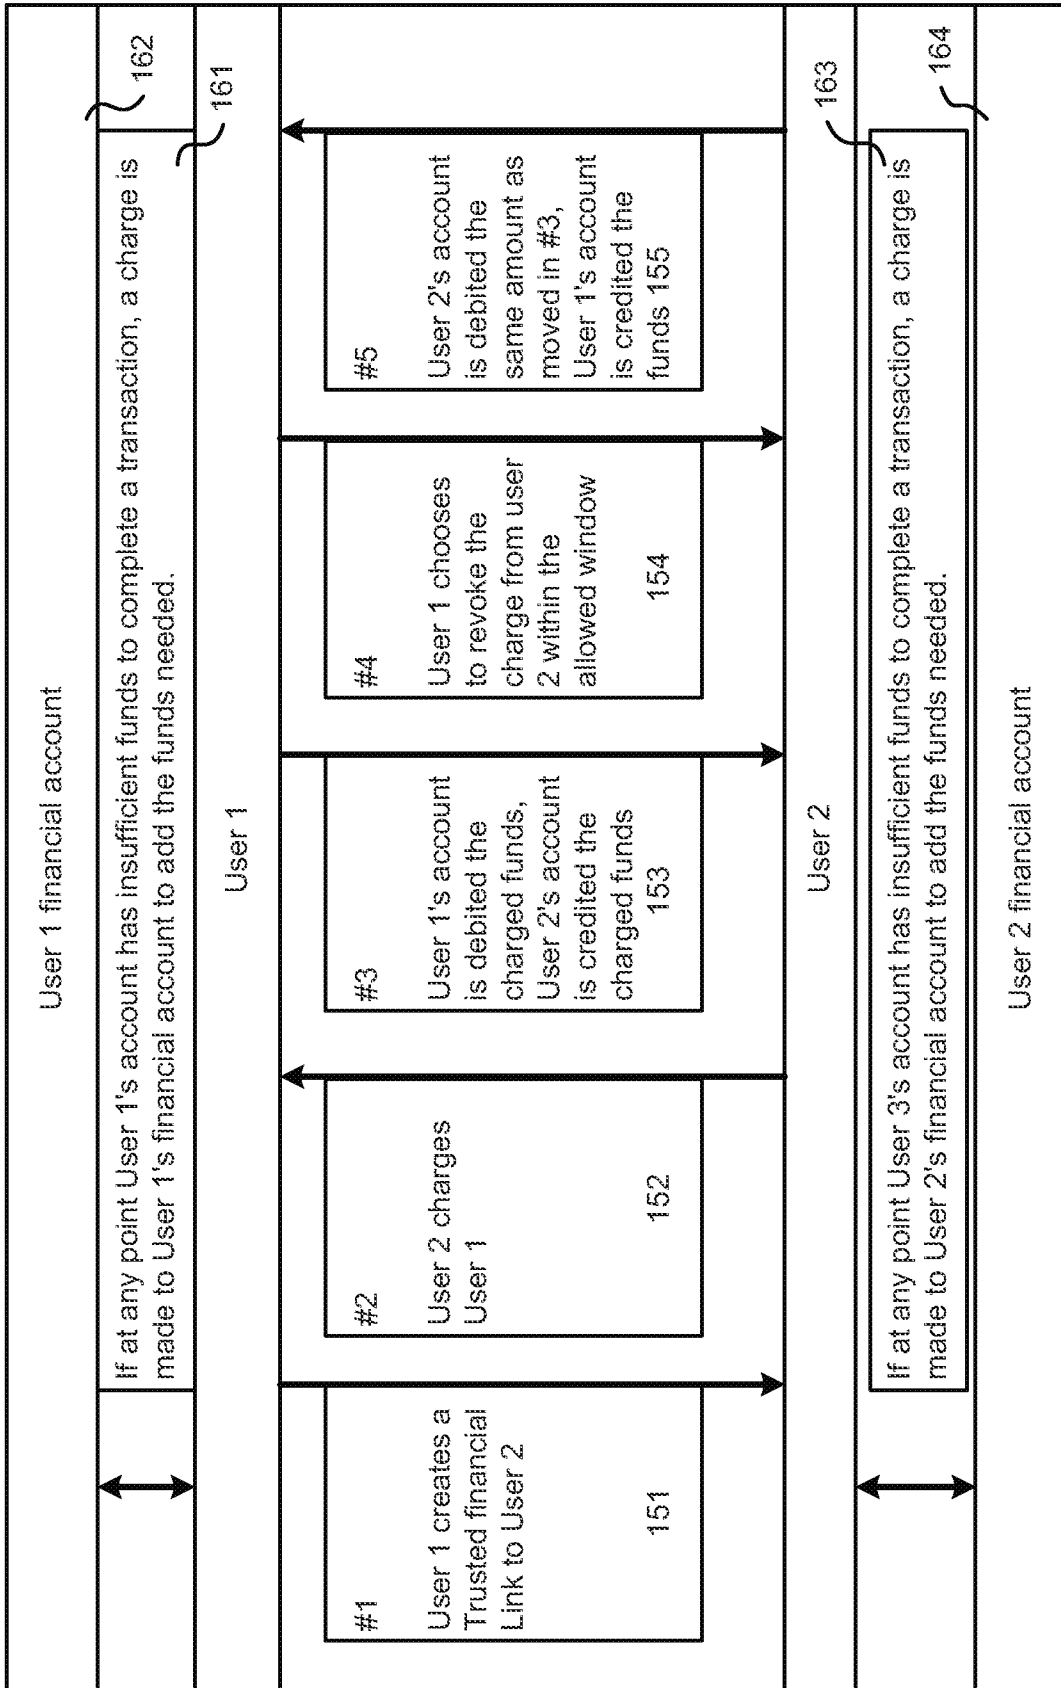 User 1 financial account
162
If at any point User 1's account has insufficient funds to complete a transaction, a charge is
made to User 1's financial account to add the funds needed.
161
User 1
#1
User 1 creates a
Trusted financial
Link to User 2
151
#2
User 2 charges
User 1
152
#3
User 1's account
is debited the
charged funds,
User 2's account
is credited the
charged funds
153
#4
User 1 chooses
to revoke the
charge from user
2 within the
allowed window
154
#5
User 2's account
is debited the
same amount as
moved in #3,
User 1's account
is credited the
funds 155
User 2
163
If at any point User 3's account has insufficient funds to complete a transaction, a charge is
made to User 2's financial account to add the funds needed.
164
User 2 financial account